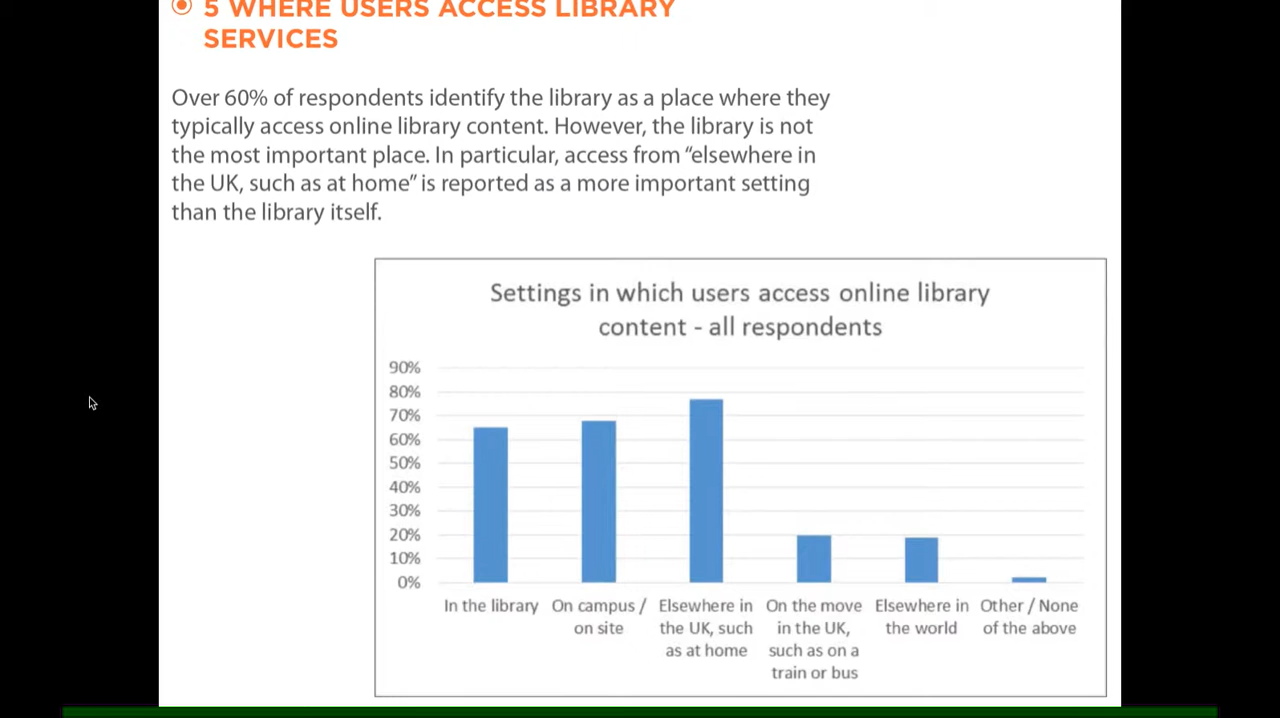 5 WHERE USERS ACCESS LIBRARY
SERVICES
Over 60% of respondents identify the library as a place where they
typically access online library content. However, the library is not
the most important place. In particular, access from “elsewhere in
the UK, such as at home” is reported as a more important setting
than the library itself.
Settings in which users access online library
content - all respondents
90%
80%
70%
60%
50%
40%
30%
20%
10%
0%
In the library
On campus /
on site
Elsewhere in
the UK, such
as at home
On the move
in the UK,
such as on a
train or bus
Elsewhere in
the world
Other / None
of the above